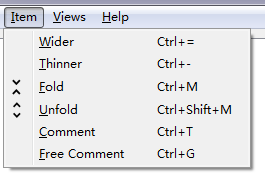 Item Views Help
Wider Ctrl+=
Thinner Ctrl+-
Fold Ctrl+M
Unfold Ctrl+Shift+M
Comment Ctrl+T
Free Comment Ctrl+G